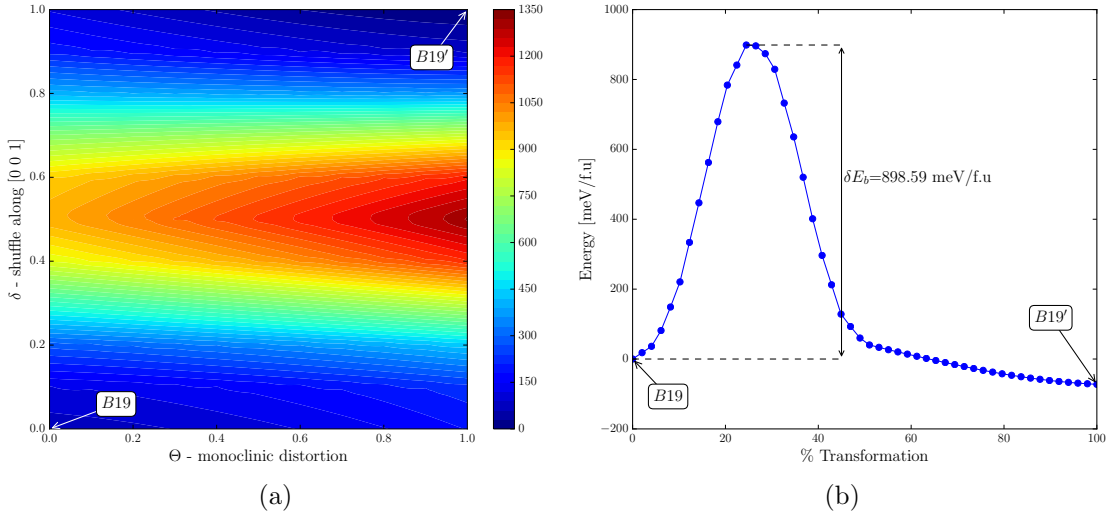 1.0
0.8
0.6
0.4
0.2
0.0
δ - shuffle along [0 0 1]
0.0 0.2 0.4 0.6 0.8 1.0
Θ - monoclinic distortion
B19′
B19
1350
1200
1050
900
750
600
450
300
150
0
(a)
1000
800
600
400
200
0
−200
Energy [meV/f.u]
0 20 40 60 80 100
% Transformation
δE_b=898.59 meV/f.u
B19′
B19
(b)